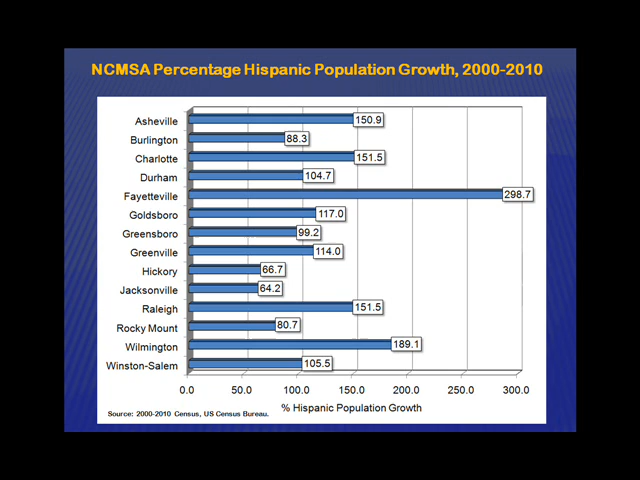 NCMSA Percentage Hispanic Population Growth, 2000-2010
Asheville 150.9
Burlington 88.3
Charlotte 151.5
Durham 104.7
Fayetteville 298.7
Goldsboro 117.0
Greensboro 99.2
Greenville 114.0
Hickory 66.7
Jacksonville 64.2
Raleigh 151.5
Rocky Mount 80.7
Wilmington 189.1
Winston-Salem 105.5
0.0 50.0 100.0 150.0 200.0 250.0 300.0
% Hispanic Population Growth
Source: 2000-2010 Census, US Census Bureau.